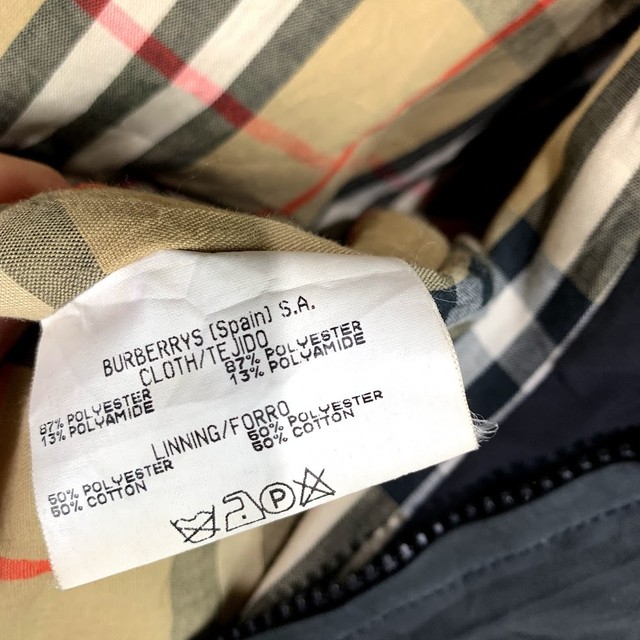 BURBERRYS [Spain] S.A.
CLOTH/TEJIDO
87% POLYESTER
13% POLYAMIDE
87% POLYESTER
13% POLYAMIDE
LINNING/FORRO
50% POLYESTER
50% COTTON
50% POLYESTER
50% COTTON
P